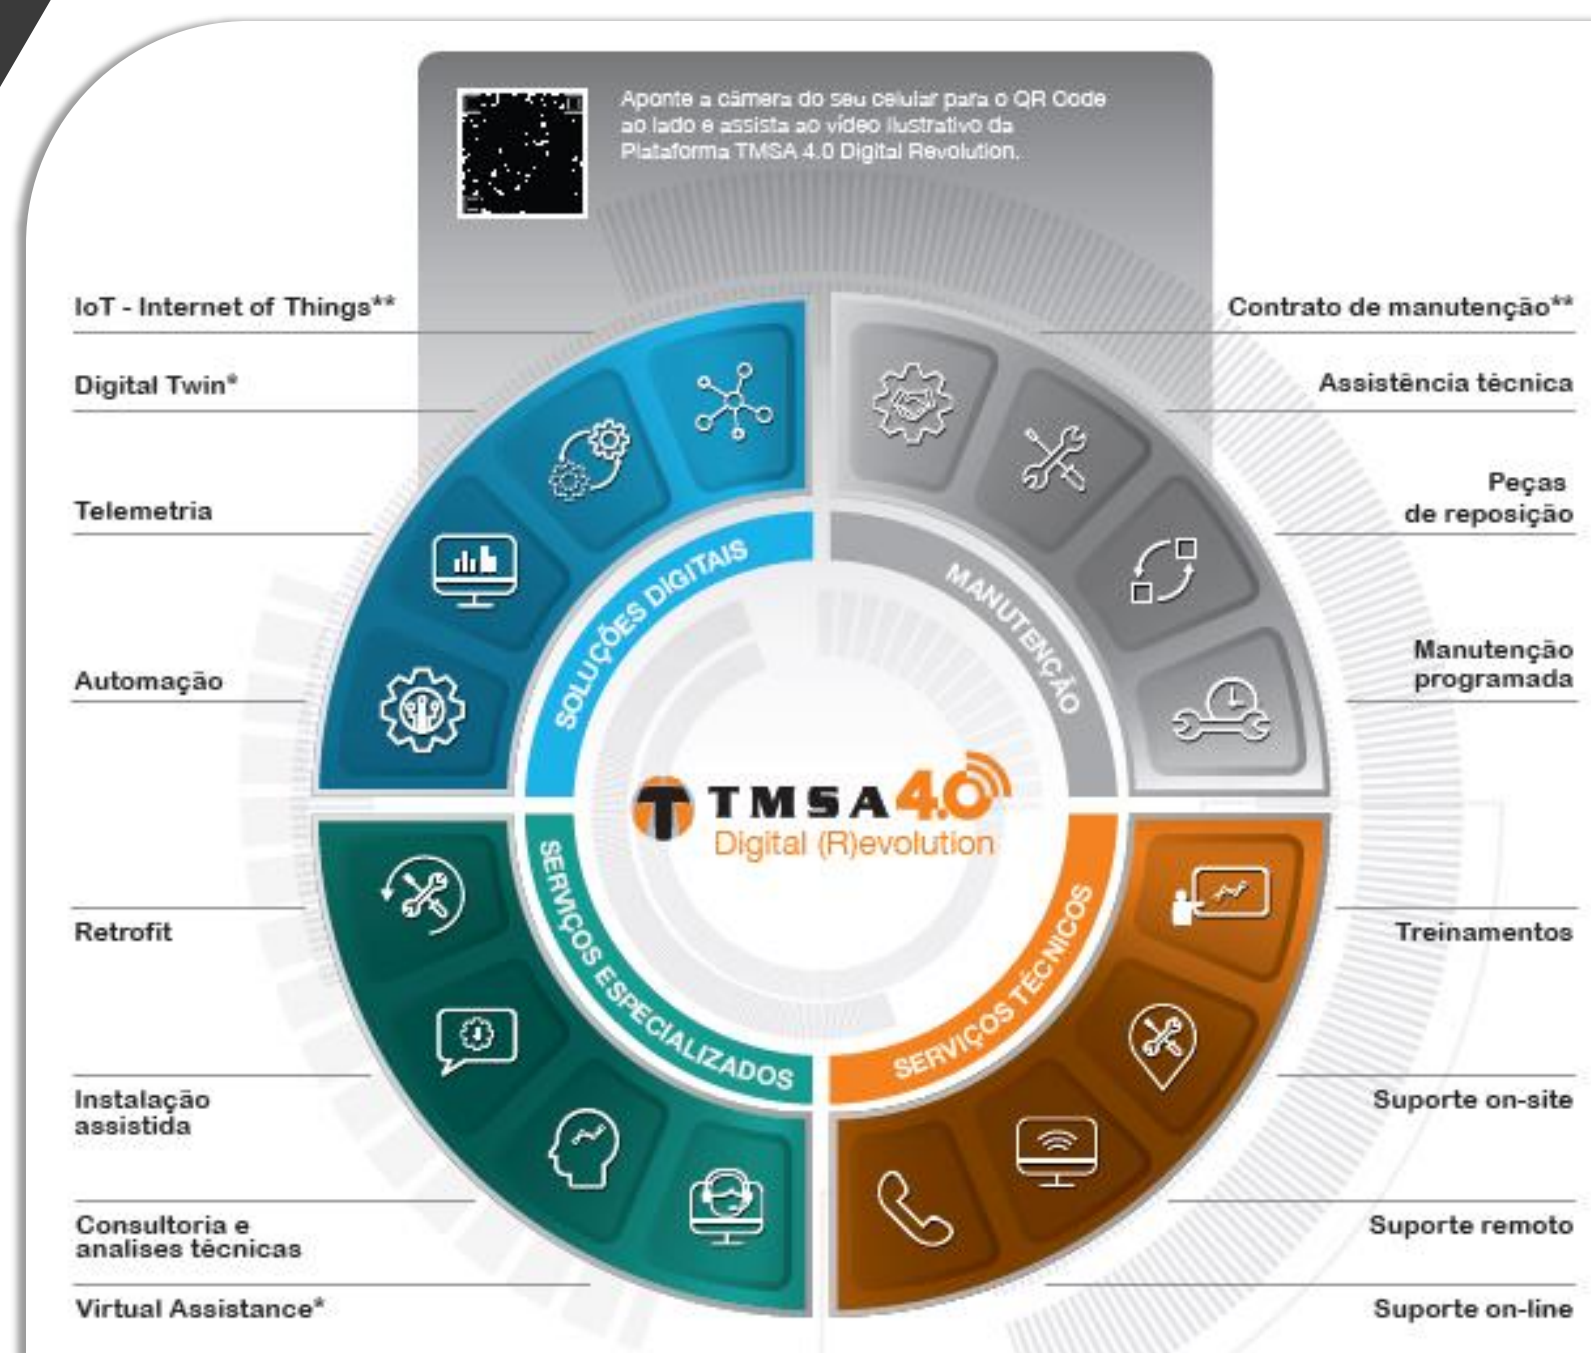 Aponte a câmera do seu celular para o QR Code
ao lado e assista ao vídeo ilustrativo da
Plataforma TMSA 4.0 Digital Revolution.
IoT - Internet of Things**
Digital Twin*
Telemetria
Automação
Contrato de manutenção**
Assistência técnica
Peças
de reposição
Manutenção
programada
SOLUÇÕES DIGITAIS
MANUTENÇÃO
TMSA 4.0
Digital (R)evolution
SERVIÇOS ESPECIALIZADOS
SERVIÇOS TÉCNICOS
Retrofit
Instalação
assistida
Consultoria e
analises técnicas
Virtual Assistance*
Treinamentos
Suporte on-site
Suporte remoto
Suporte on-line